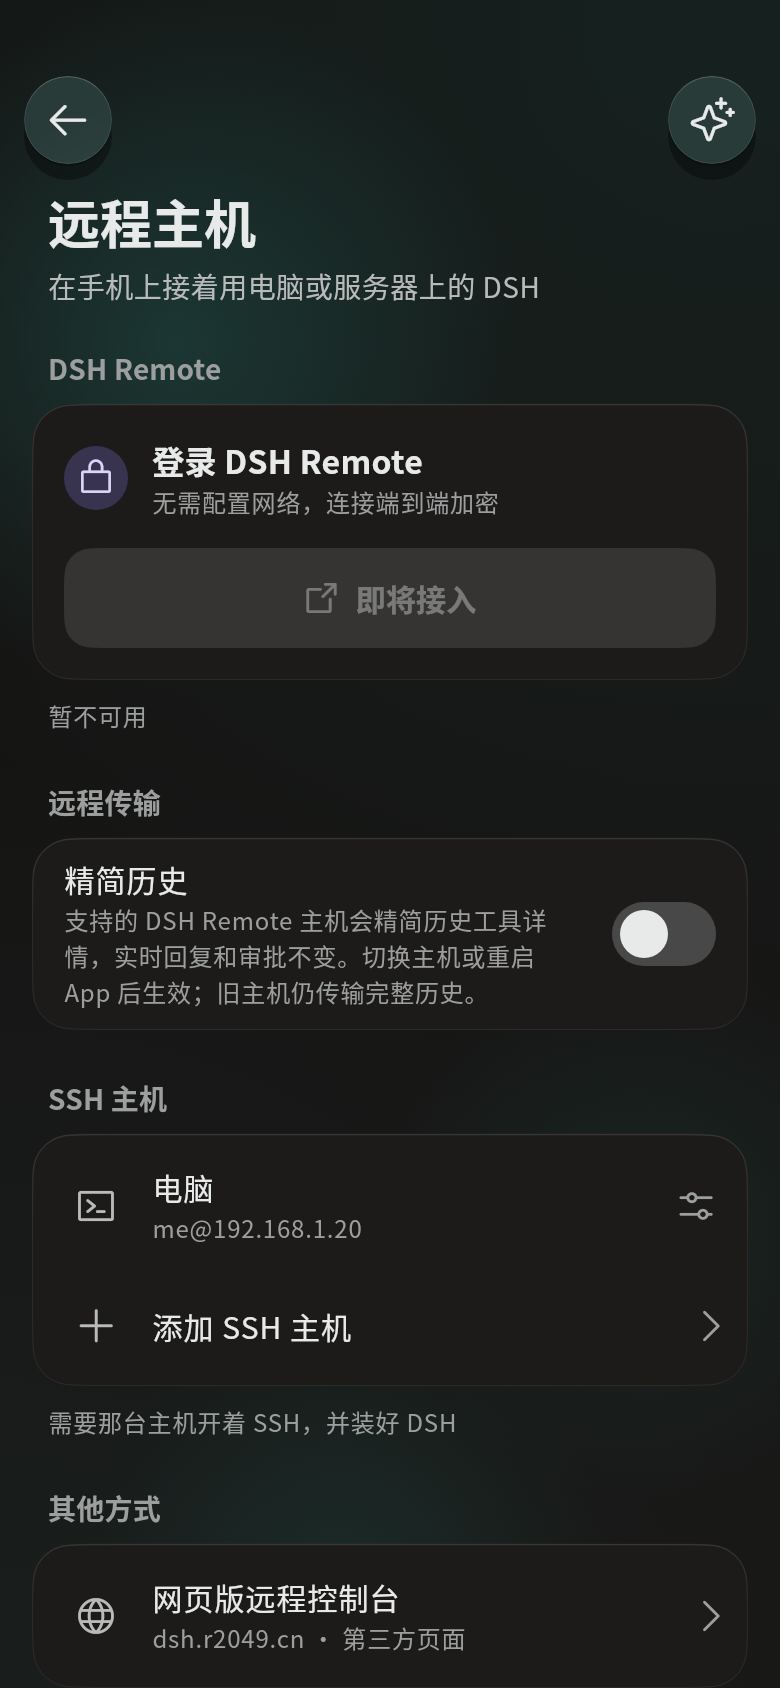 远程主机
在手机上接着用电脑或服务器上的 DSH
DSH Remote
登录 DSH Remote
无需配置网络，连接端到端加密
即将接入
暂不可用
远程传输
精简历史
支持的 DSH Remote 主机会精简历史工具详
情，实时回复和审批不变。切换主机或重启
App 后生效；旧主机仍传输完整历史。
SSH 主机
电脑
me@192.168.1.20
添加 SSH 主机
需要那台主机开着 SSH，并装好 DSH
其他方式
网页版远程控制台
dsh.r2049.cn · 第三方页面